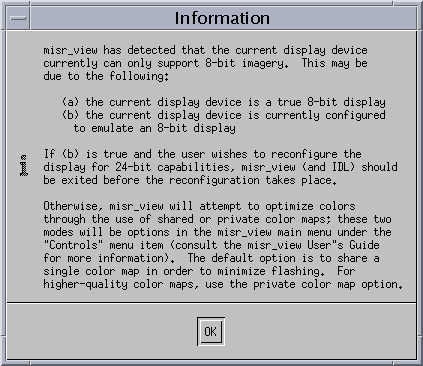 Information
misr_view has detected that the current display device
currently can only support 8-bit imagery.  This may be
due to the following:
(a) the current display device is a true 8-bit display
(b) the current display device is currently configured
to emulate an 8-bit display
If (b) is true and the user wishes to reconfigure the
display for 24-bit capabilities, misr_view (and IDL) should
be exited before the reconfiguration takes place.
Otherwise, misr_view will attempt to optimize colors
through the use of shared or private color maps; these two
modes will be options in the misr_view main menu under the
"Controls" menu item (consult the misr_view User"s Guide
for more information).  The default option is to share a
single color map in order to minimize flashing.  For
higher-quality color maps, use the private color map option.
OK